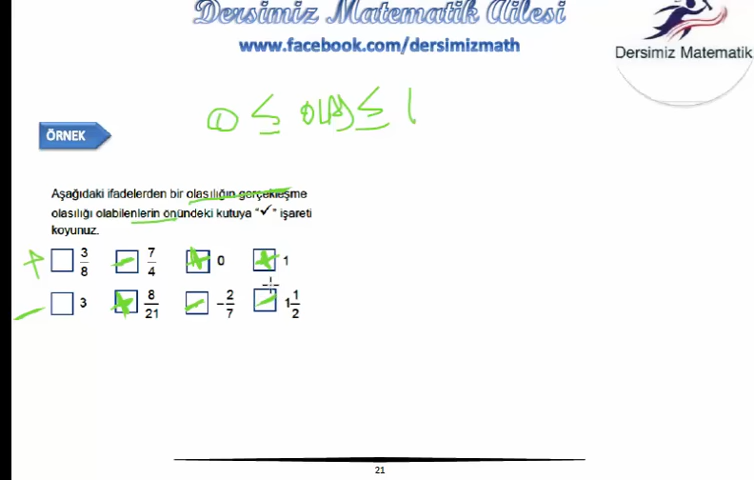 Dersimiz Matematik Ailesi
www.facebook.com/dersimizmath
Dersimiz Matematik
0 ≤ O(A) ≤ 1
ÖRNEK
Aşağıdaki ifadelerden bir olasılığın gerçekleşme
olasılığı olabilenlerin önündeki kutuya “✓” işareti
koyunuz.
+ 3/8 - 7/4 + 0 + 1
- 3 + 8/21 - -2/7 - 1 1/2
21